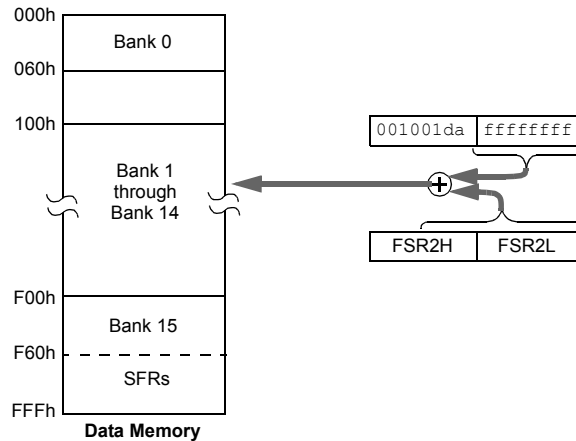 000h
Bank 0
060h
100h
001001da ffffffff
Bank 1
through
Bank 14
FSR2H FSR2L
F00h
Bank 15
F60h
SFRs
FFFh
Data Memory